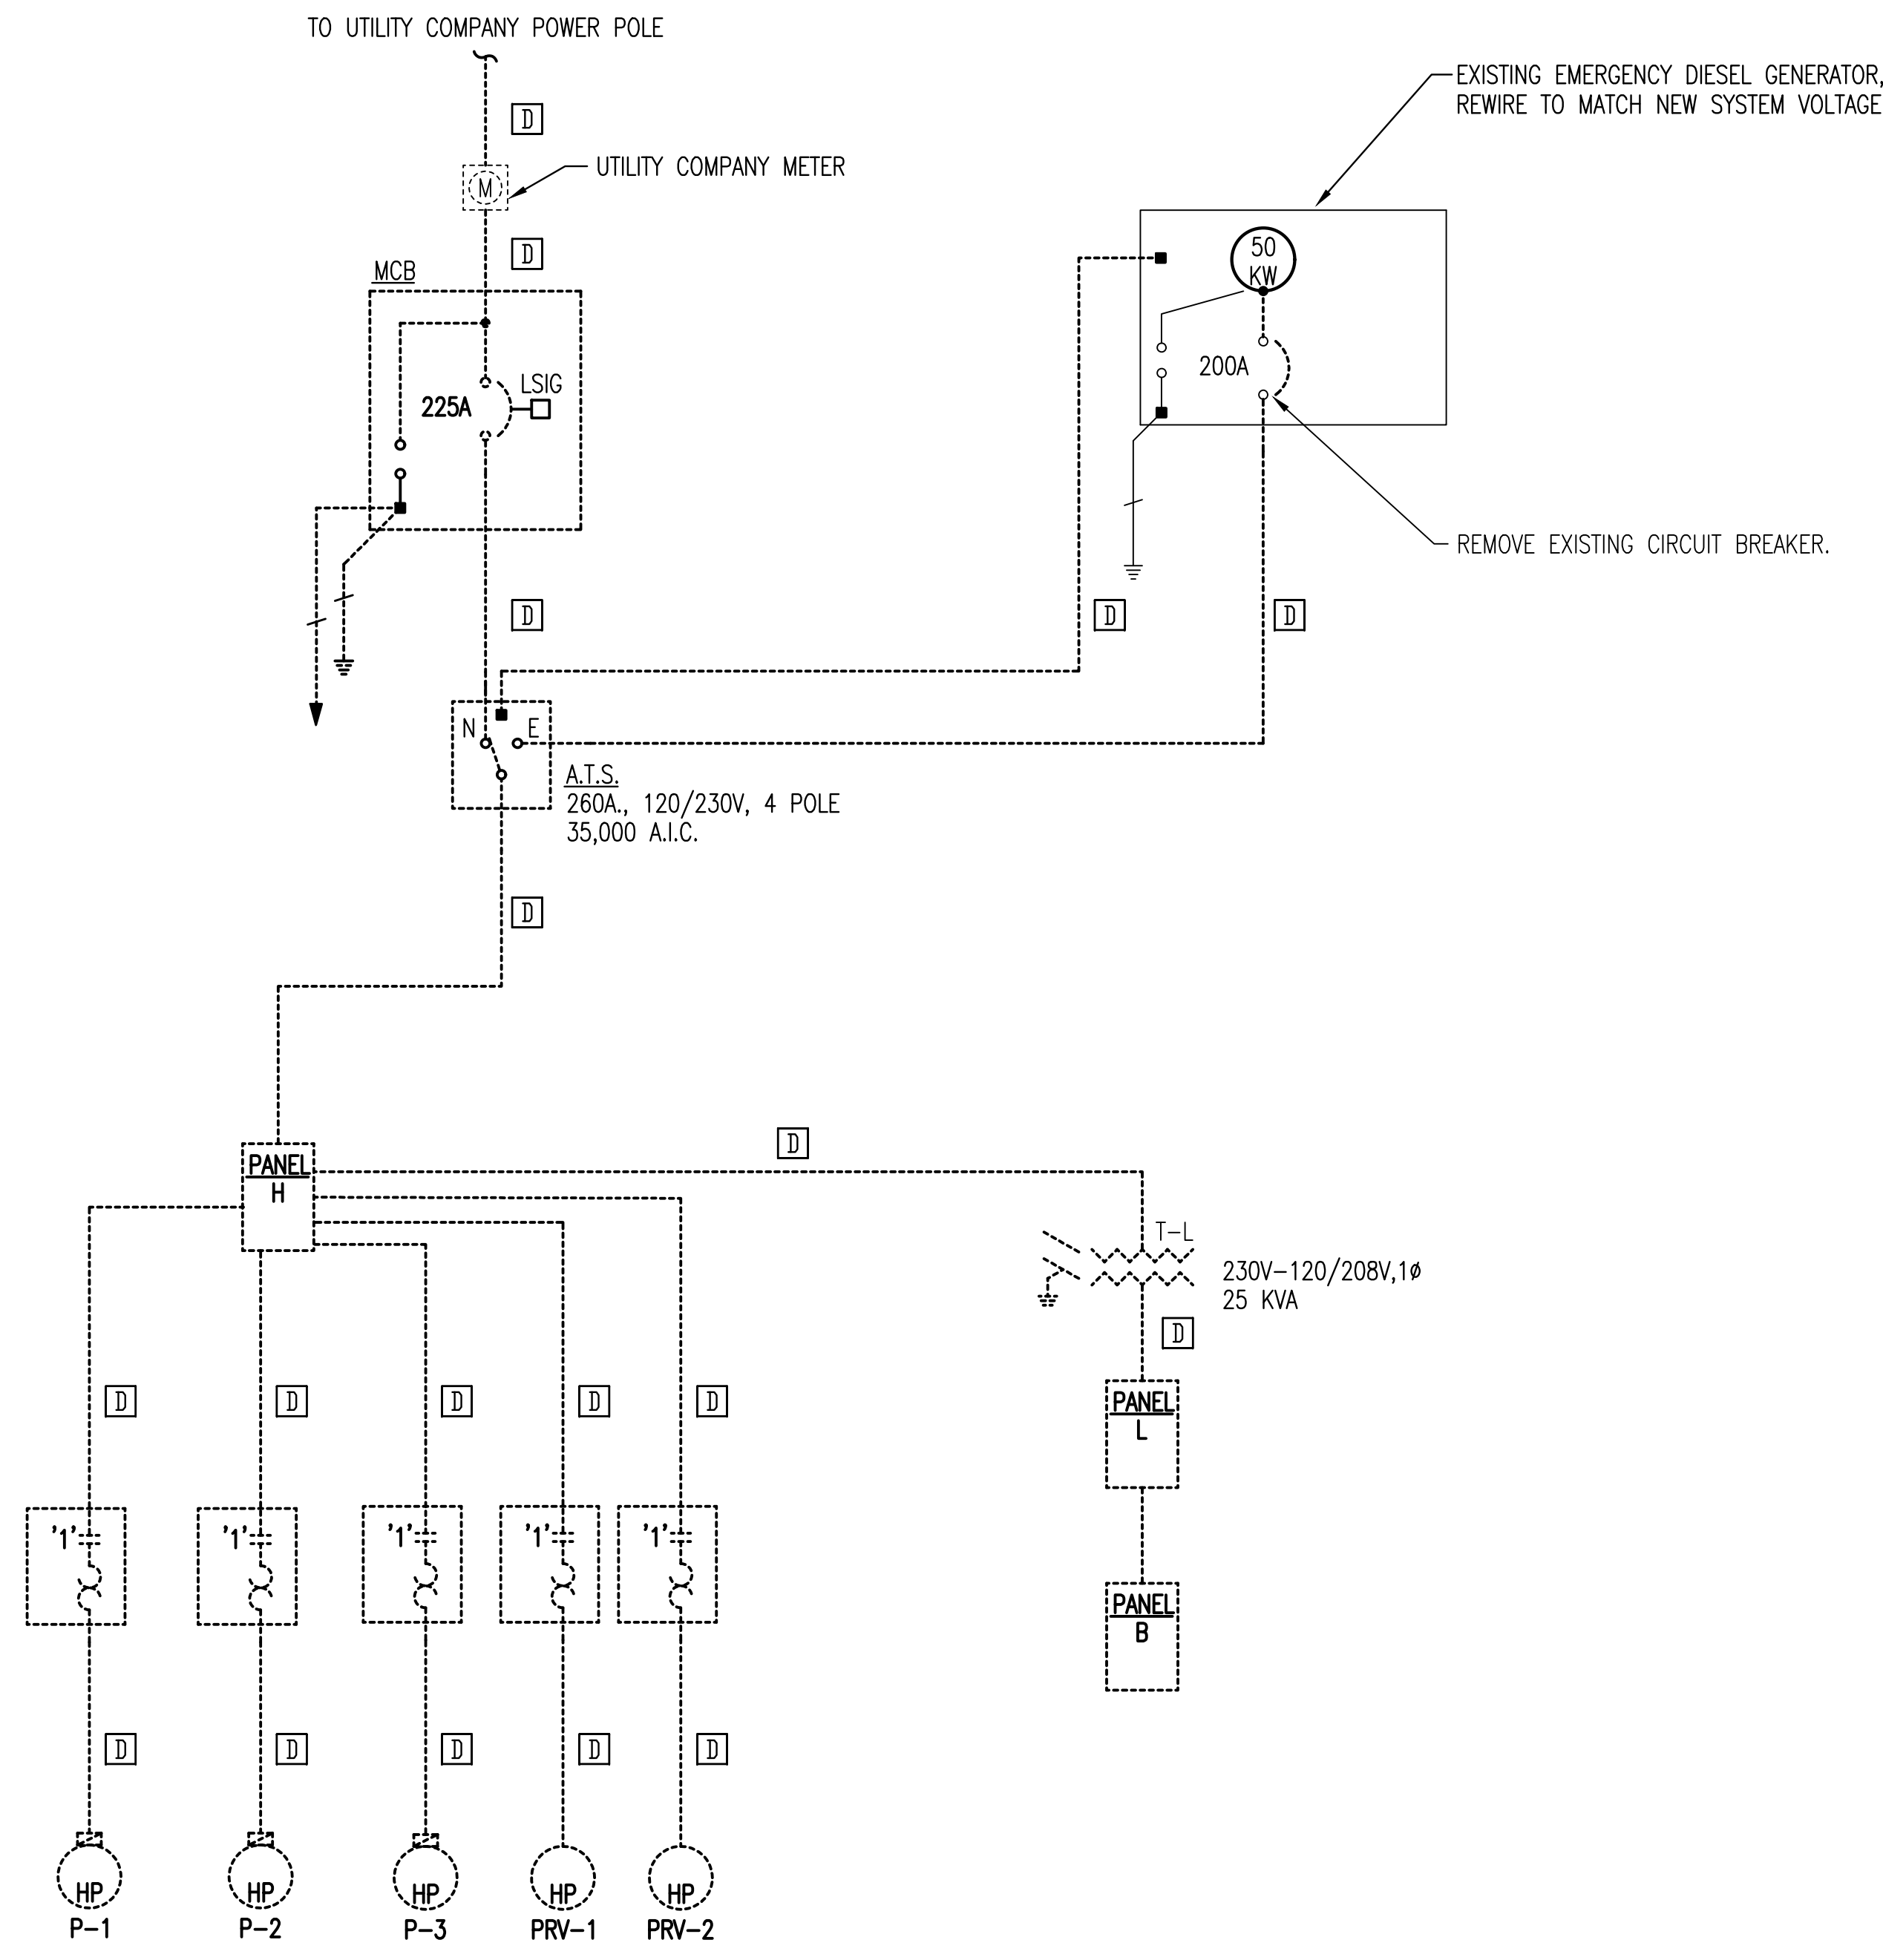 TO UTILITY COMPANY POWER POLE
EXISTING EMERGENCY DIESEL GENERATOR,
REWIRE TO MATCH NEW SYSTEM VOLTAGE
D
UTILITY COMPANY METER
M
D
MCB
50
KW
LSIG
225A
200A
REMOVE EXISTING CIRCUIT BREAKER.
D
D
D
N
E
A.T.S.
260A., 120/230V, 4 POLE
35,000 A.I.C.
D
D
PANEL
H
T-L
230V-120/208V,1ø
25 KVA
D
PANEL
L
D
D
D
D
D
'1'
'1'
'1'
'1'
'1'
PANEL
B
D
D
D
D
D
HP
HP
HP
HP
HP
P-1
P-2
P-3
PRV-1
PRV-2